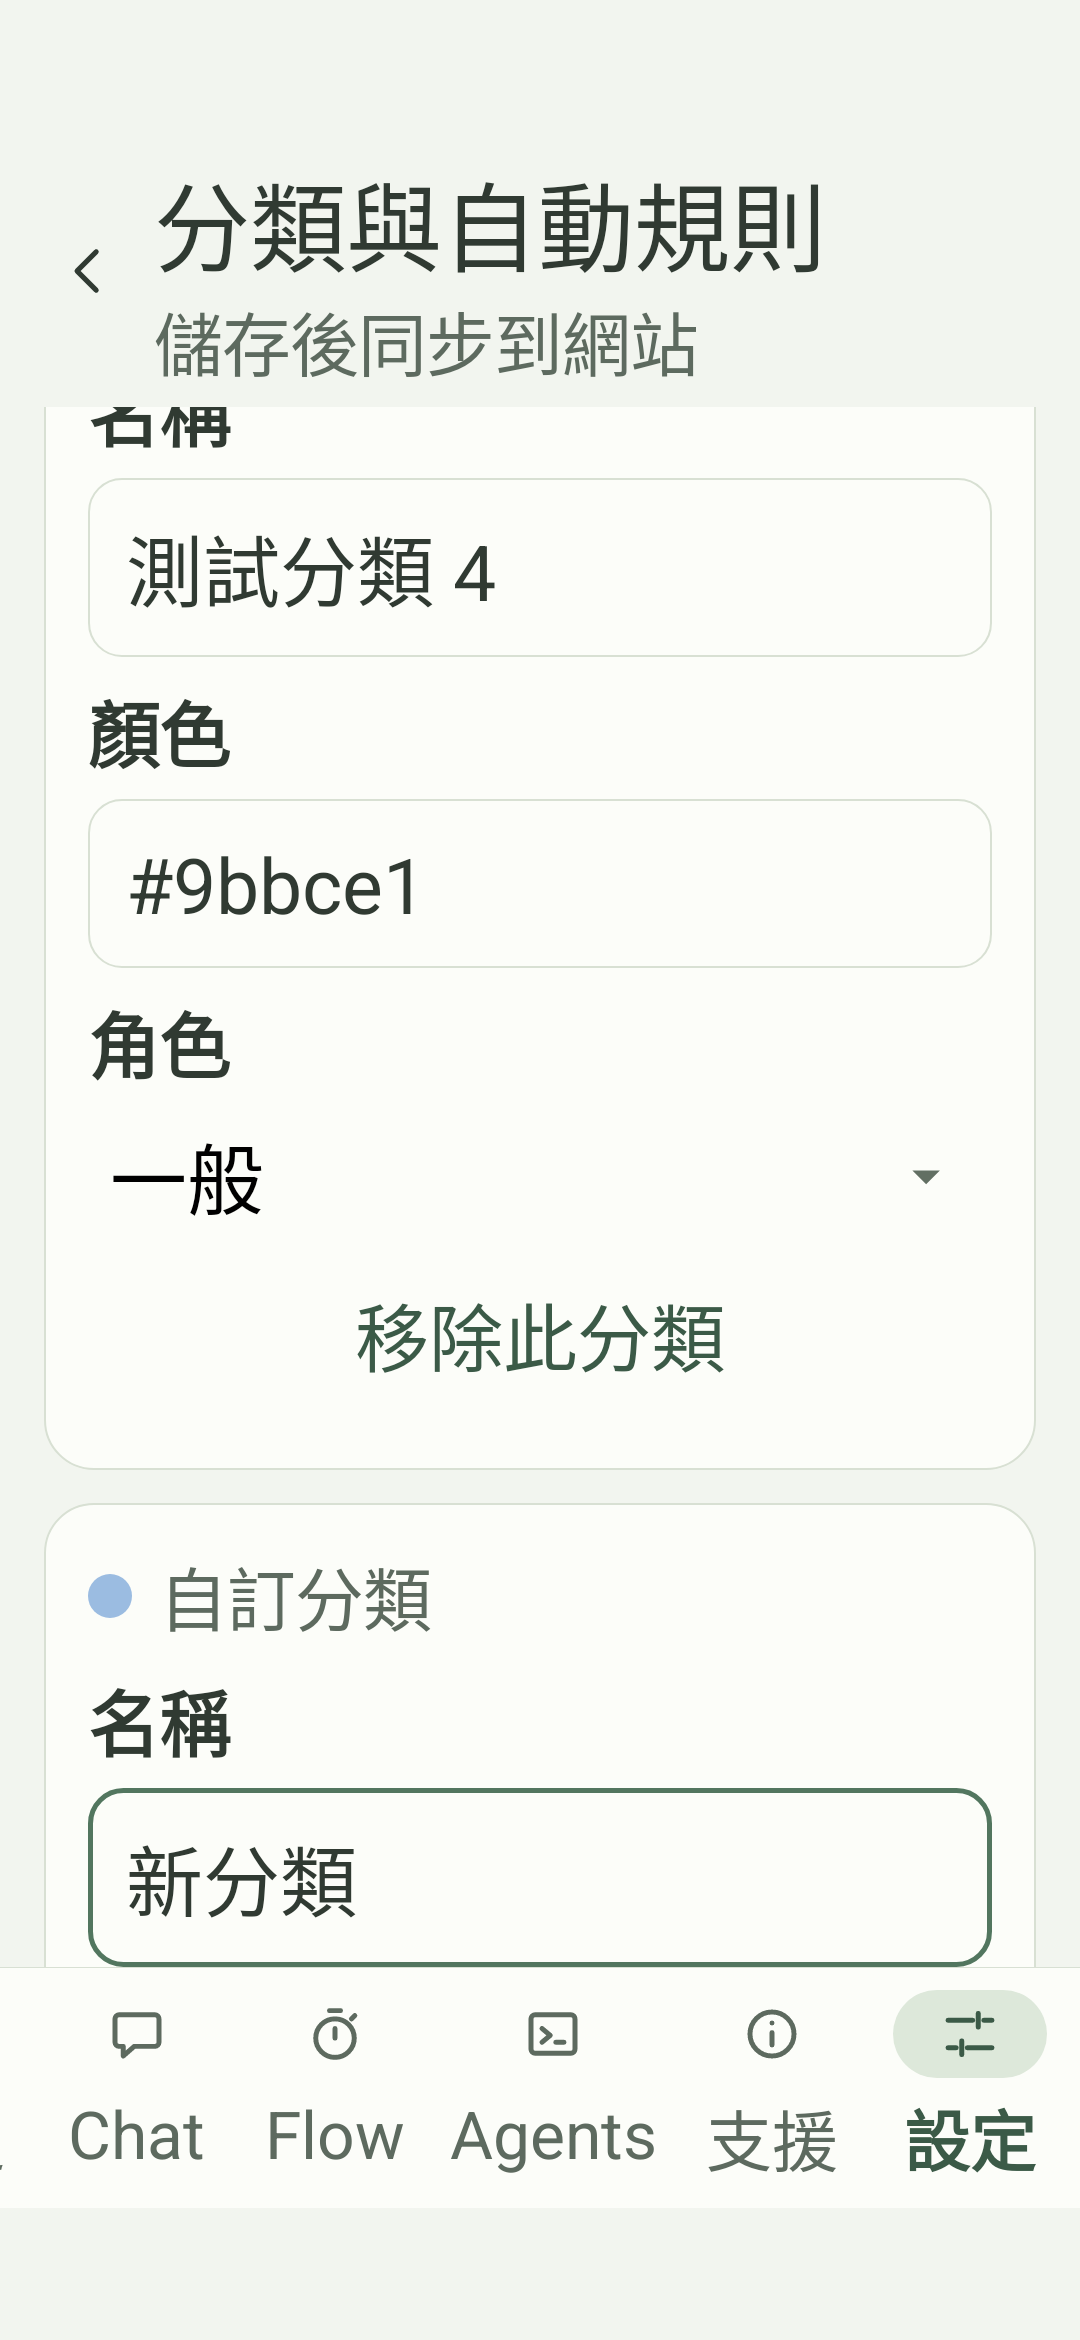 分類與自動規則
儲存後同步到網站
名稱
測試分類 4
顏色
#9bbce1
角色
一般
移除此分類
自訂分類
名稱
新分類
Chat
Flow
Agents
支援
設定